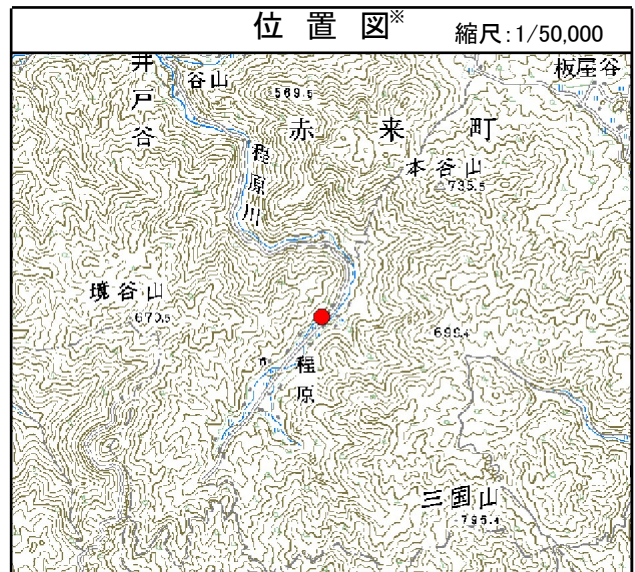 位置図※
縮尺:1/50,000
井戸谷
谷山
569.5
板屋谷
赤来町
程原川
本谷山
735.5
境谷山
670.5
699.4
程原
三国山
795.4